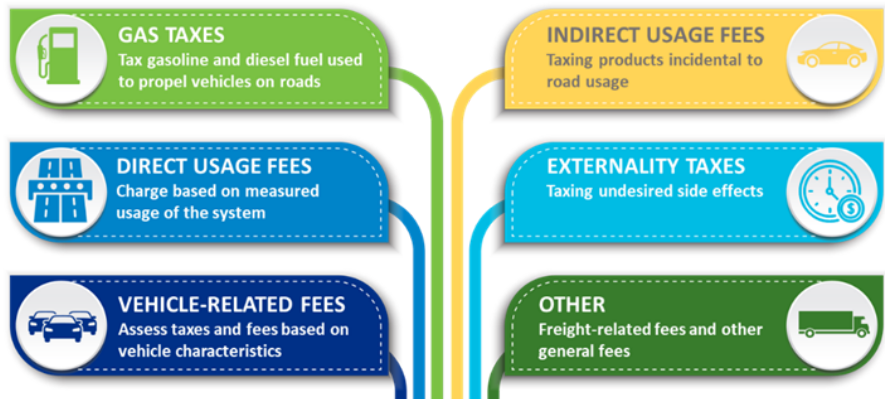 GAS TAXES
Tax gasoline and diesel fuel used
to propel vehicles on roads
DIRECT USAGE FEES
Charge based on measured
usage of the system
VEHICLE-RELATED FEES
Assess taxes and fees based on
vehicle characteristics
INDIRECT USAGE FEES
Taxing products incidental to
road usage
EXTERNALITY TAXES
Taxing undesired side effects
$
OTHER
Freight-related fees and other
general fees